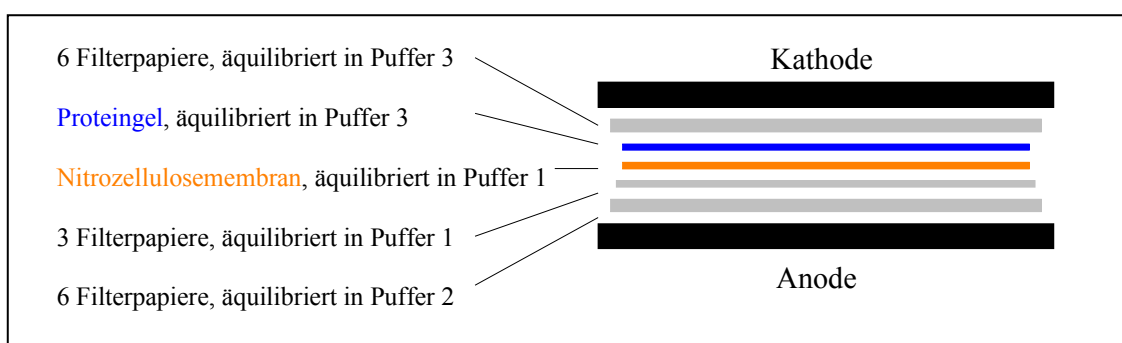 6 Filterpapiere, äquilibriert in Puffer 3
Kathode
Proteingel, äquilibriert in Puffer 3
Nitrozellulosemembran, äquilibriert in Puffer 1
3 Filterpapiere, äquilibriert in Puffer 1
Anode
6 Filterpapiere, äquilibriert in Puffer 2